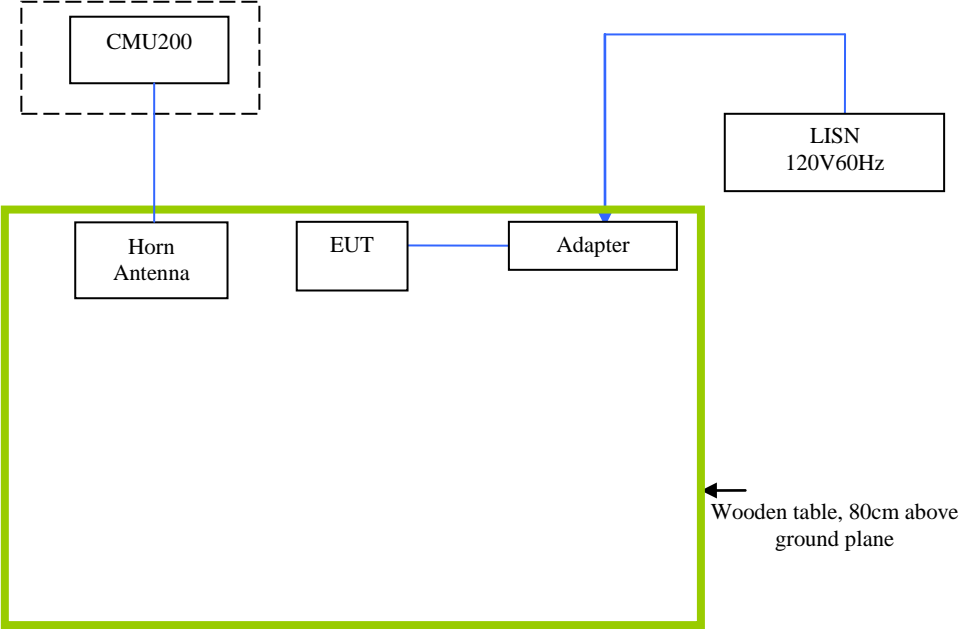 CMU200
LISN
120V60Hz
Horn
Antenna
EUT
Adapter
Wooden table, 80cm above
ground plane